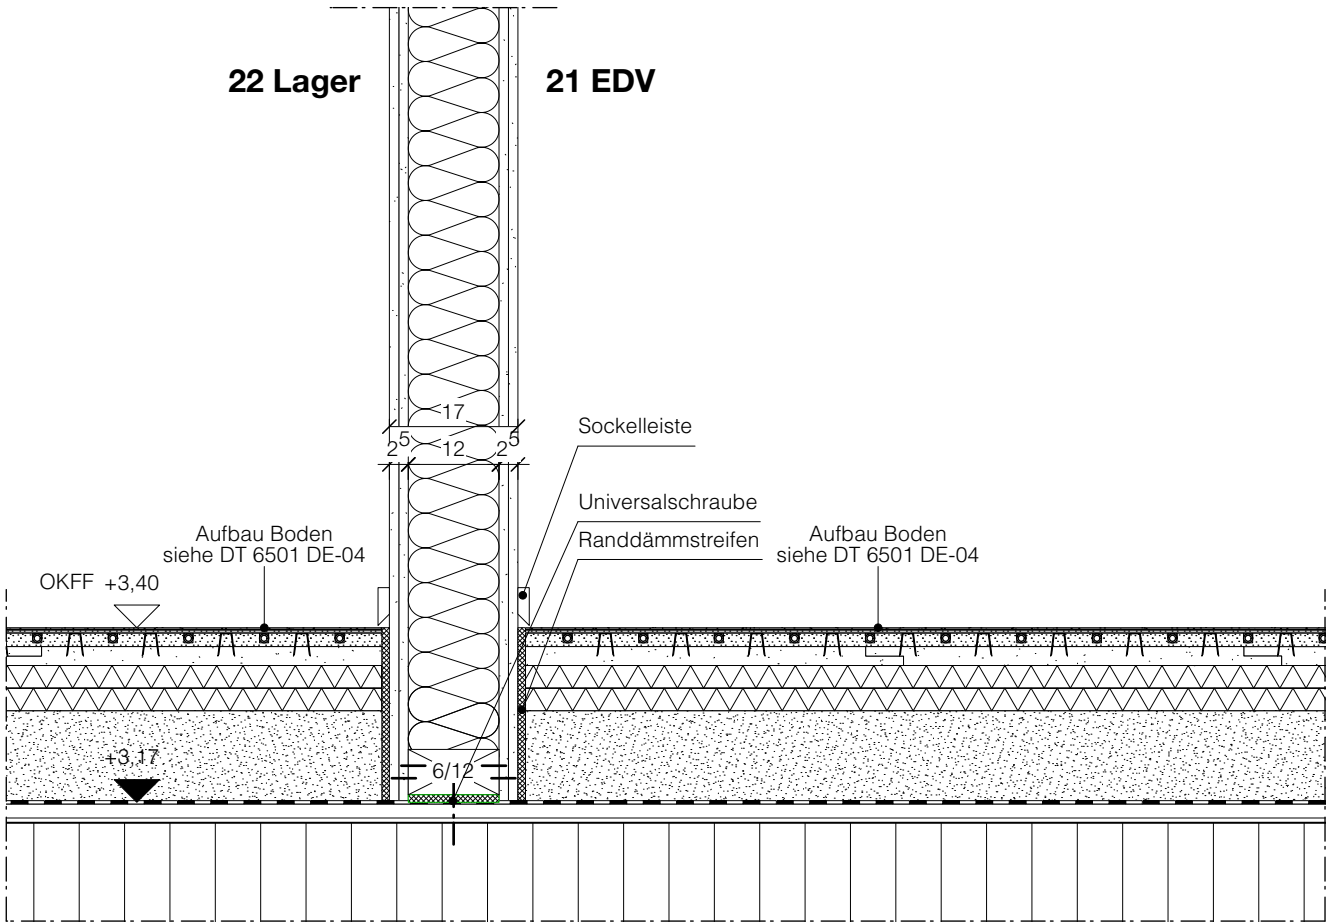 22 Lager
21 EDV
17
2⁵ 12 2⁵
Sockelleiste
Universalschraube
Randdämmstreifen
Aufbau Boden
siehe DT 6501 DE-04
Aufbau Boden
siehe DT 6501 DE-04
OKFF +3,40
+3,17
6/12